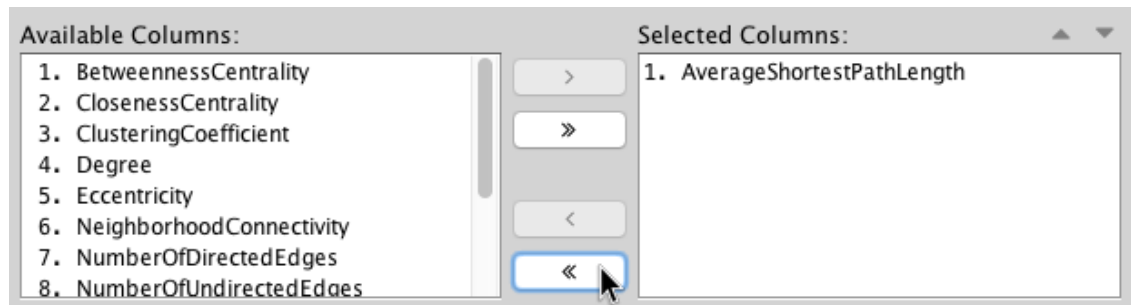 Available Columns:
1. BetweennessCentrality
2. ClosenessCentrality
3. ClusteringCoefficient
4. Degree
5. Eccentricity
6. NeighborhoodConnectivity
7. NumberOfDirectedEdges
8. NumberOfUndirectedEdges
>
»
<
«
Selected Columns:
1. AverageShortestPathLength